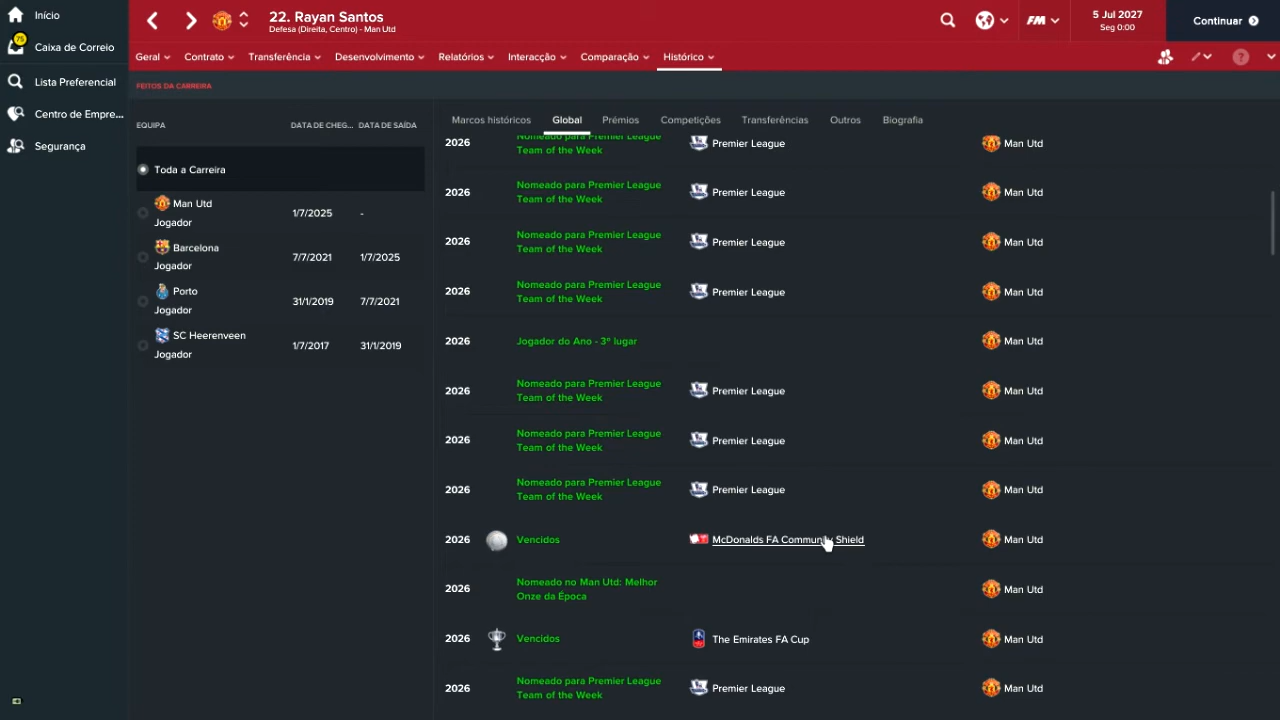 Início
75
Caixa de Correio
Lista Preferencial
Centro de Empre...
Segurança
22. Rayan Santos
Defesa (Direita, Centro) - Man Utd
FM
5 Jul 2027
Seg 0:00
Continuar
Geral
Contrato
Transferência
Desenvolvimento
Relatórios
Interacção
Comparação
Histórico
?
FEITOS DA CARREIRA
EQUIPA DATA DE CHEG... DATA DE SAÍDA
Toda a Carreira
Man Utd
Jogador
1/7/2025 -
Barcelona
Jogador
7/7/2021 1/7/2025
Porto
Jogador
31/1/2019 7/7/2021
SC Heerenveen
Jogador
1/7/2017 31/1/2019
Marcos históricos Global Prémios Competições Transferências Outros Biografia
2026 Nomeado para Premier League
Team of the Week
Premier League Man Utd
2026 Nomeado para Premier League
Team of the Week
Premier League Man Utd
2026 Nomeado para Premier League
Team of the Week
Premier League Man Utd
2026 Nomeado para Premier League
Team of the Week
Premier League Man Utd
2026 Jogador do Ano - 3º lugar Man Utd
2026 Nomeado para Premier League
Team of the Week
Premier League Man Utd
2026 Nomeado para Premier League
Team of the Week
Premier League Man Utd
2026 Nomeado para Premier League
Team of the Week
Premier League Man Utd
2026 Vencidos McDonalds FA Community Shield Man Utd
2026 Nomeado no Man Utd: Melhor
Onze da Época
Man Utd
2026 Vencidos The Emirates FA Cup Man Utd
2026 Nomeado para Premier League
Team of the Week
Premier League Man Utd